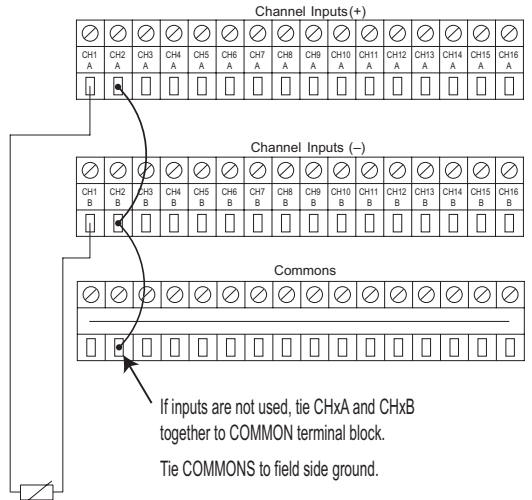 Channel Inputs(+)
CH1 CH2 CH3 CH4 CH5 CH6 CH7 CH8 CH9 CH10 CH11 CH12 CH13 CH14 CH15 CH16
A A A A A A A A A A A A A A A A
Channel Inputs (–)
CH1 CH2 CH3 CH4 CH5 CH6 CH7 CH8 CH9 CH10 CH11 CH12 CH13 CH14 CH15 CH16
B B B B B B B B B B B B B B B B
Commons
If inputs are not used, tie CHxA and CHxB
together to COMMON terminal block.
Tie COMMONS to field side ground.